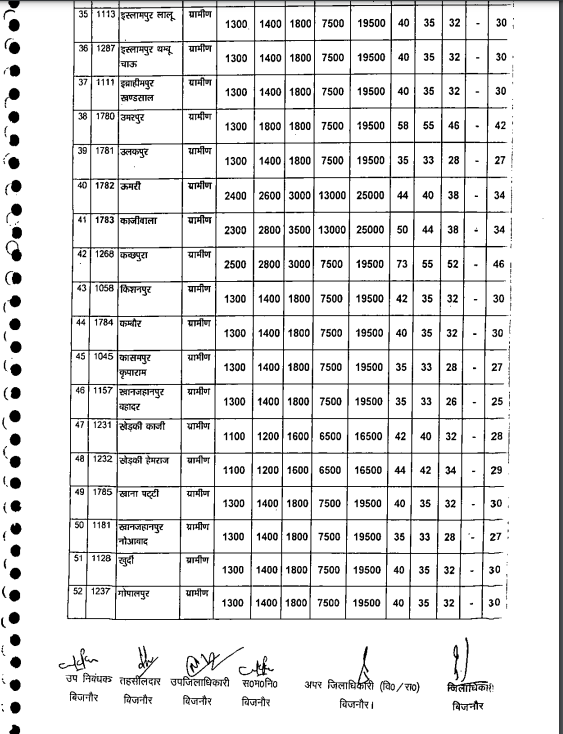 35 1113 इस्लामपुर लालू ग्रामीण 1300 1400 1800 7500 19500 40 35 32 - 30
36 1287 इस्लामपुर थम्बू ग्रामीण 1300 1400 1800 7500 19500 40 35 32 - 30
चाऊ
37 1111 इब्राहीमपुर ग्रामीण 1300 1400 1800 7500 19500 40 35 32 - 30
खण्डसाल
38 1780 उमरपुर ग्रामीण 1300 1800 1800 7500 19500 58 55 46 - 42
39 1781 उलकपुर ग्रामीण 1300 1400 1800 7500 19500 35 33 28 - 27
40 1782 ऊमरी ग्रामीण 2400 2600 3000 13000 25000 44 40 38 - 34
41 1783 काजीवाला ग्रामीण 2300 2800 3500 13000 25000 50 44 38 - 34
42 1268 कच्छपुरा ग्रामीण 2500 2800 3000 7500 19500 73 55 52 - 46
43 1058 किशनपुर ग्रामीण 1300 1400 1800 7500 19500 42 35 32 - 30
44 1784 कम्बौर ग्रामीण 1300 1400 1800 7500 19500 40 35 32 - 30
45 1045 कासमपुर ग्रामीण 1300 1400 1800 7500 19500 35 33 28 - 27
कृपाराम
46 1157 खानजहानपुर ग्रामीण 1300 1400 1800 7500 19500 35 33 26 - 25
बहादर
47 1231 खेड़की काजी ग्रामीण 1100 1200 1600 6500 16500 42 40 32 - 28
48 1232 खेड़की हेमराज ग्रामीण 1100 1200 1600 6500 16500 44 42 34 - 29
49 1785 खाना पट्टी ग्रामीण 1300 1400 1800 7500 19500 40 35 32 - 30
50 1181 खानजहानपुर ग्रामीण 1300 1400 1800 7500 19500 35 33 28 - 27
नोआबाद
51 1128 खुर्दी ग्रामीण 1300 1400 1800 7500 19500 40 35 32 - 30
52 1237 गोपालपुर ग्रामीण 1300 1400 1800 7500 19500 40 35 32 - 30
उप निबंधक तहसीलदार उपजिलाधिकारी स०म०नि० अपर जिलाधिकारी (वि०/रा०) जिलाधिकारी
बिजनौर बिजनौर बिजनौर बिजनौर बिजनौर। बिजनौर